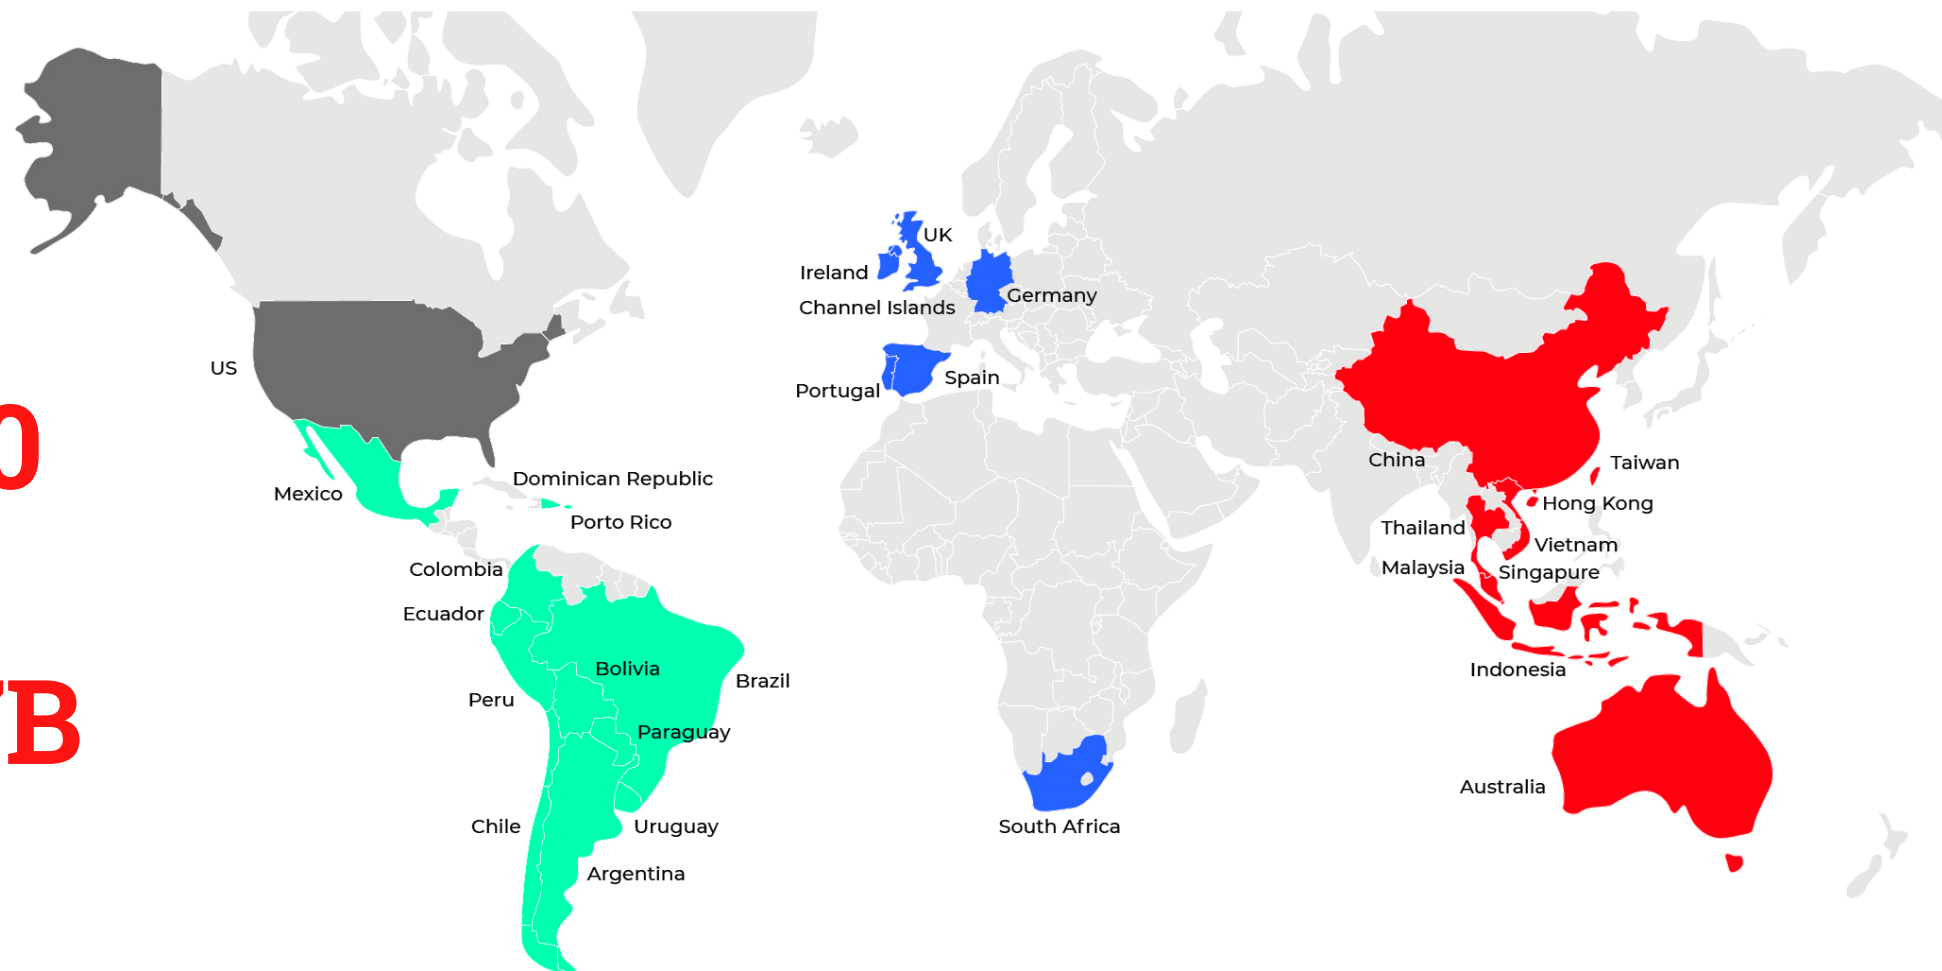 UK
Ireland
Germany
Channel Islands
US
Spain
Portugal
0
China
Taiwan
Dominican Republic
Mexico
Hong Kong
Porto Rico
Thailand
Vietnam
Colombia
Malaysia
Singapure
Ecuador
Bolivia
Indonesia
Brazil
Peru
Paraguay
B
Australia
Chile
Uruguay
South Africa
Argentina